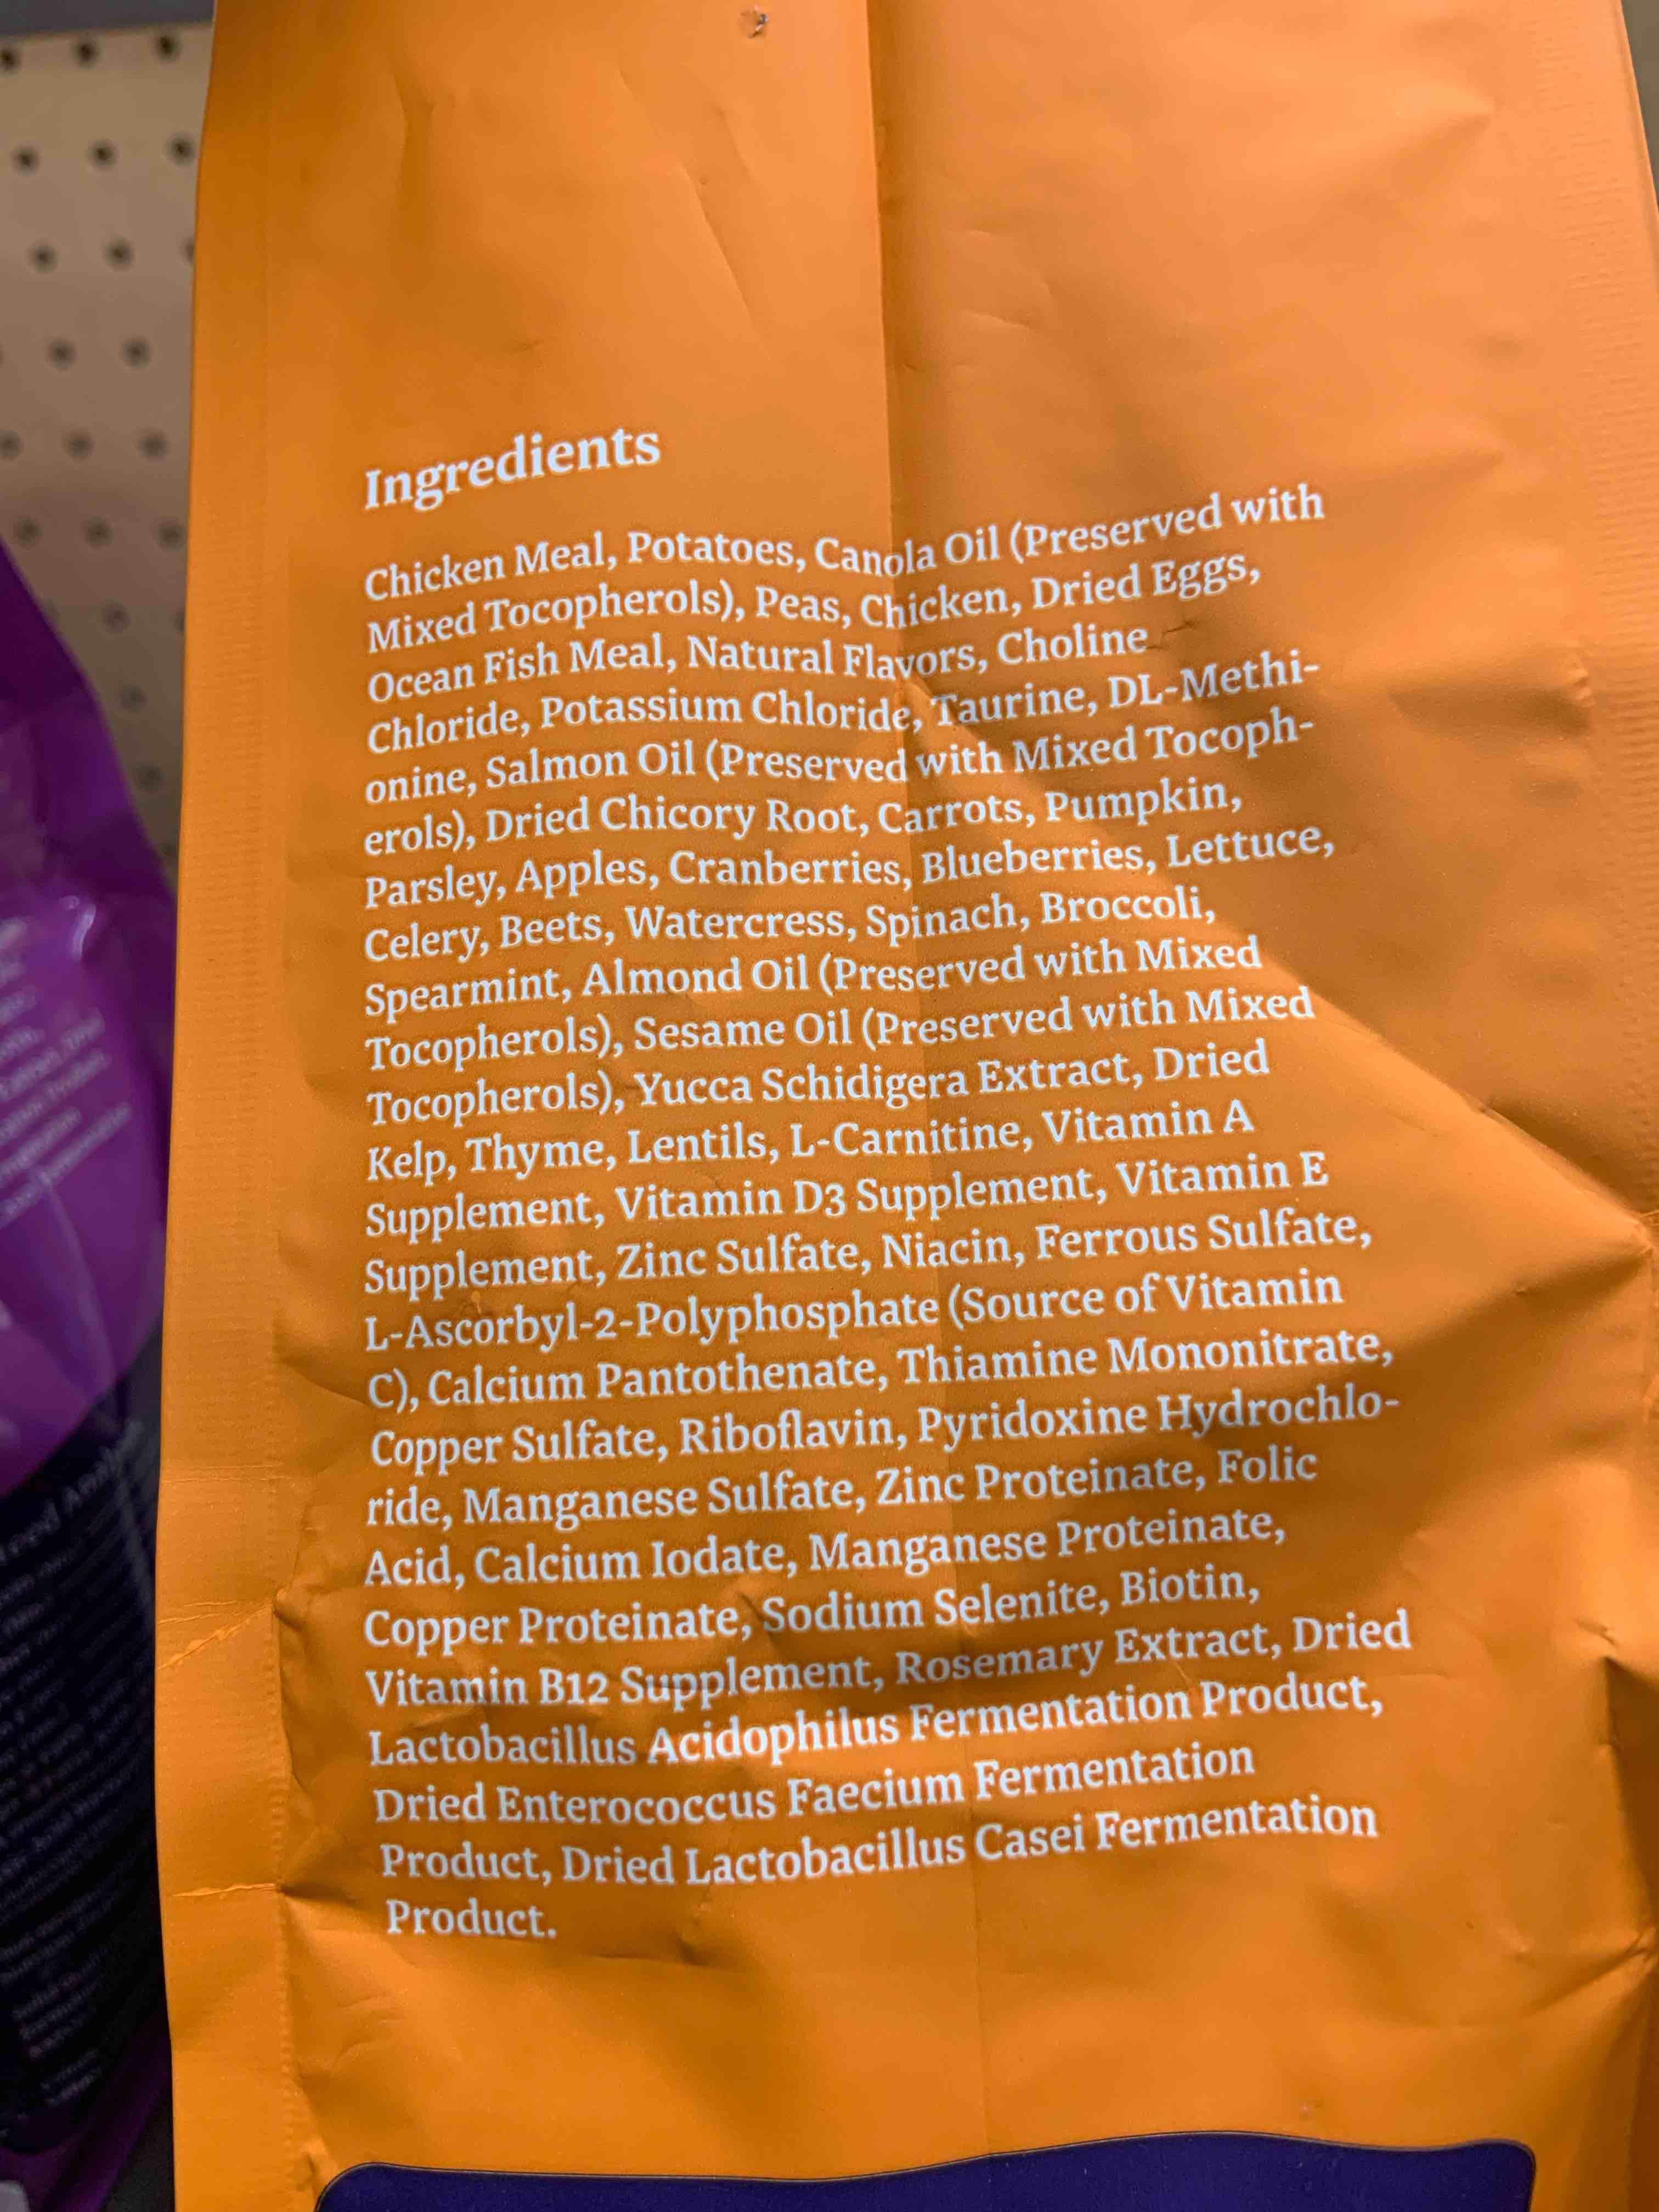 Ingredients
Chicken Meal, Potatoes, Canola Oil (Preserved with
Mixed Tocopherols), Peas, Chicken, Dried Eggs,
Ocean Fish Meal, Natural Flavors, Choline
Chloride, Potassium Chloride, Taurine, DL-Methi-
onine, Salmon Oil (Preserved with Mixed Tocoph-
erols), Dried Chicory Root, Carrots, Pumpkin,
Parsley, Apples, Cranberries, Blueberries, Lettuce,
Celery, Beets, Watercress, Spinach, Broccoli,
Spearmint, Almond Oil (Preserved with Mixed
Tocopherols), Sesame Oil (Preserved with Mixed
Tocopherols), Yucca Schidigera Extract, Dried
Kelp, Thyme, Lentils, L-Carnitine, Vitamin A
Supplement, Vitamin D3 Supplement, Vitamin E
Supplement, Zinc Sulfate, Niacin, Ferrous Sulfate,
L-Ascorbyl-2-Polyphosphate (Source of Vitamin
C), Calcium Pantothenate, Thiamine Mononitrate,
Copper Sulfate, Riboflavin, Pyridoxine Hydrochlo-
ride, Manganese Sulfate, Zinc Proteinate, Folic
Acid, Calcium Iodate, Manganese Proteinate,
Copper Proteinate, Sodium Selenite, Biotin,
Vitamin B12 Supplement, Rosemary Extract, Dried
Lactobacillus Acidophilus Fermentation Product,
Dried Enterococcus Faecium Fermentation
Product, Dried Lactobacillus Casei Fermentation
Product.